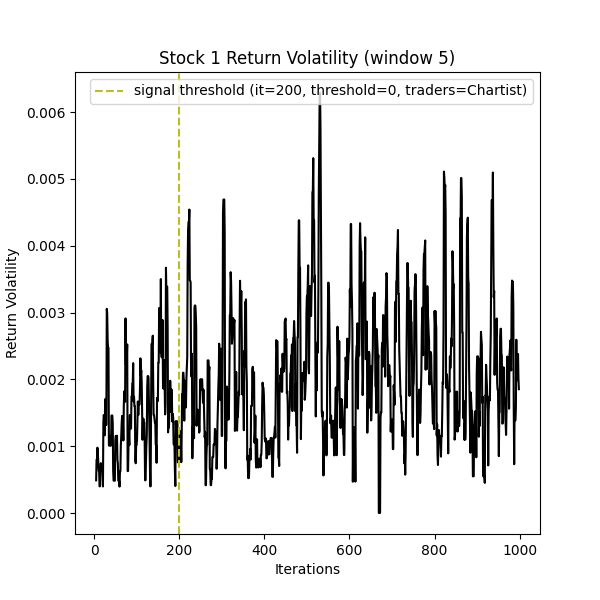 Stock 1 Return Volatility (window 5)
signal threshold (it=200, threshold=0, traders=Chartist)
0.006
0.005
0.004
0.003
0.002
0.001
0.000
Return Volatility
0 200 400 600 800 1000
Iterations